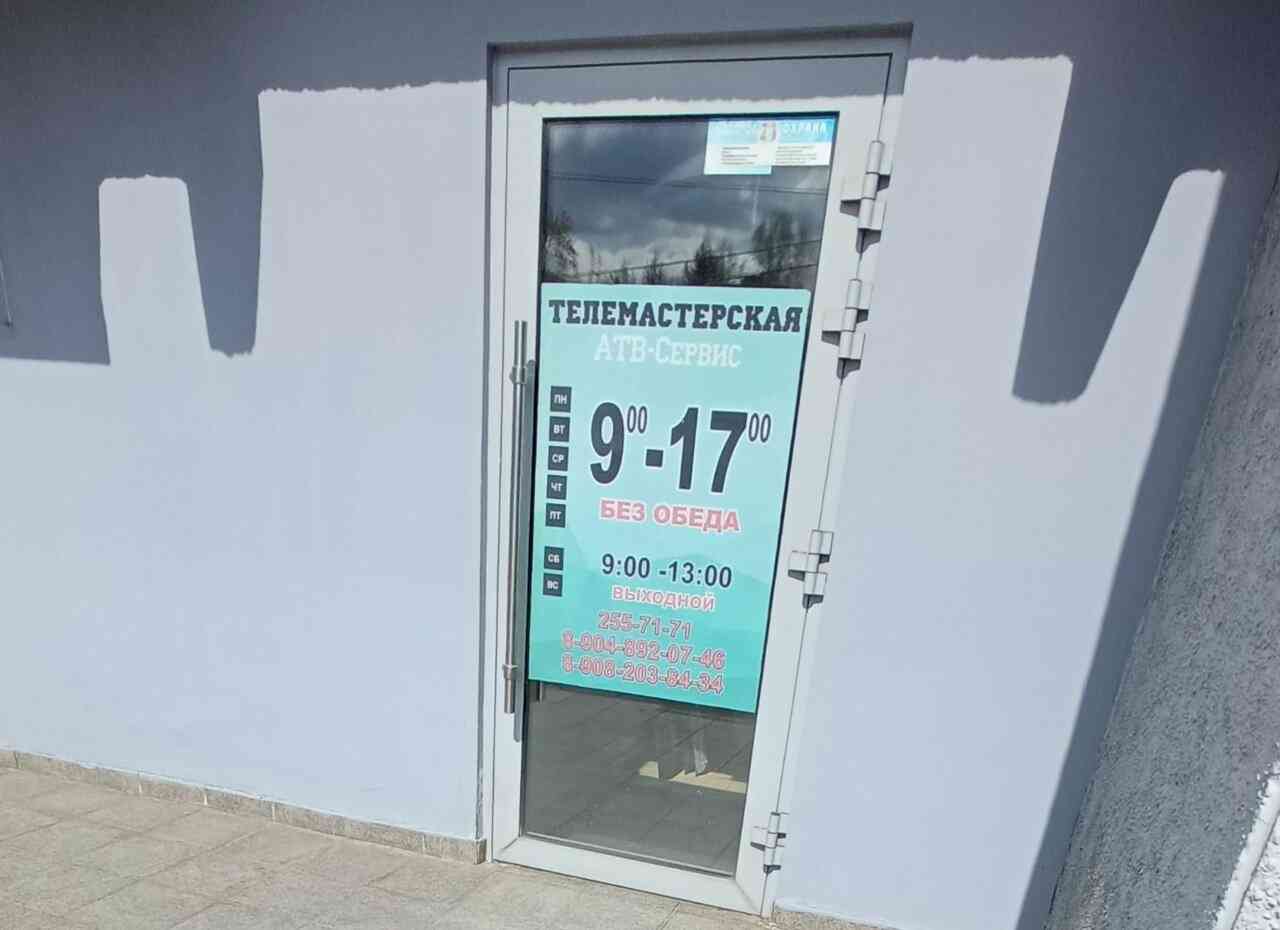 ОХРАНА
ТЕЛЕМАСТЕРСКАЯ
АТВ-СЕРВИС
ПН
ВТ
СР
ЧТ
ПТ
9⁰⁰-17⁰⁰
БЕЗ ОБЕДА
СБ 9:00 -13:00
ВС ВЫХОДНОЙ
255-71-71
8-904-892-07-46
8-908-203-84-34